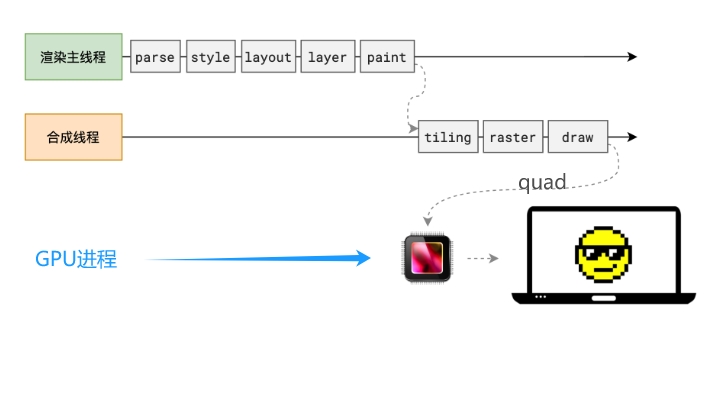 渲染主线程
parse
style
layout
layer
paint
合成线程
tiling
raster
draw
quad
GPU进程